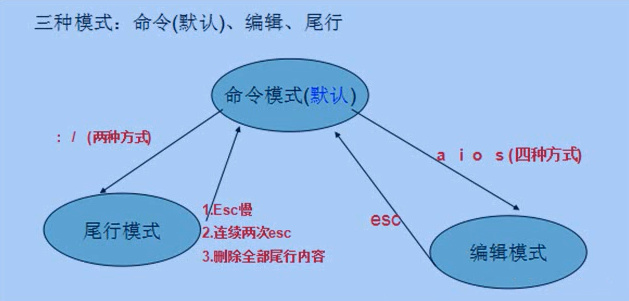 三种模式：命令(默认)、编辑、尾行
命令模式(默认)
： / (两种方式)
a i o s (四种方式)
尾行模式
1.Esc慢
2.连续两次esc
3.删除全部尾行内容
esc
编辑模式